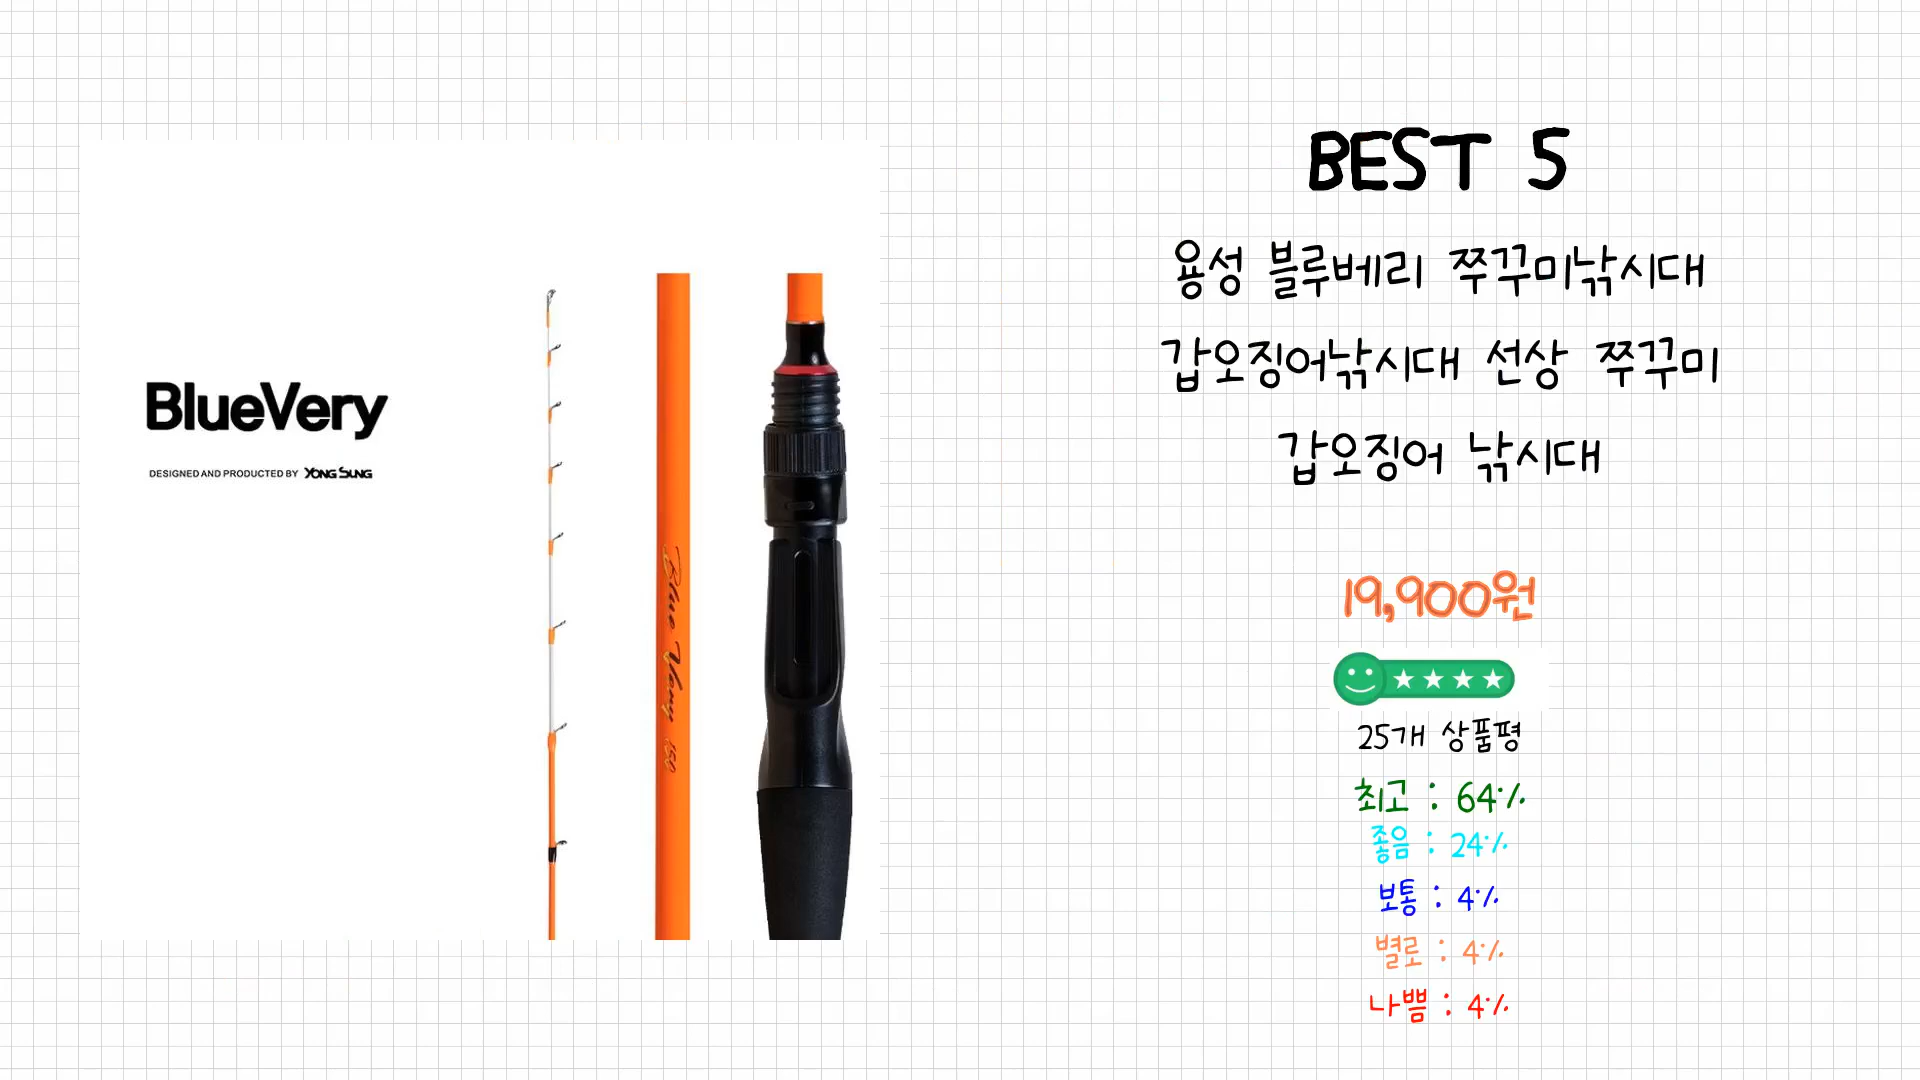 BlueVery
DESIGNED AND PRODUCTED BY YONG SUNG
Blue Very 150
BEST 5
용성 블루베리 쭈꾸미낚시대
갑오징어낚시대 선상 쭈꾸미
갑오징어 낚시대
19,900원
25개 상품평
최고 : 64%
좋음 : 24%
보통 : 4%
별로 : 4%
나쁨 : 4%